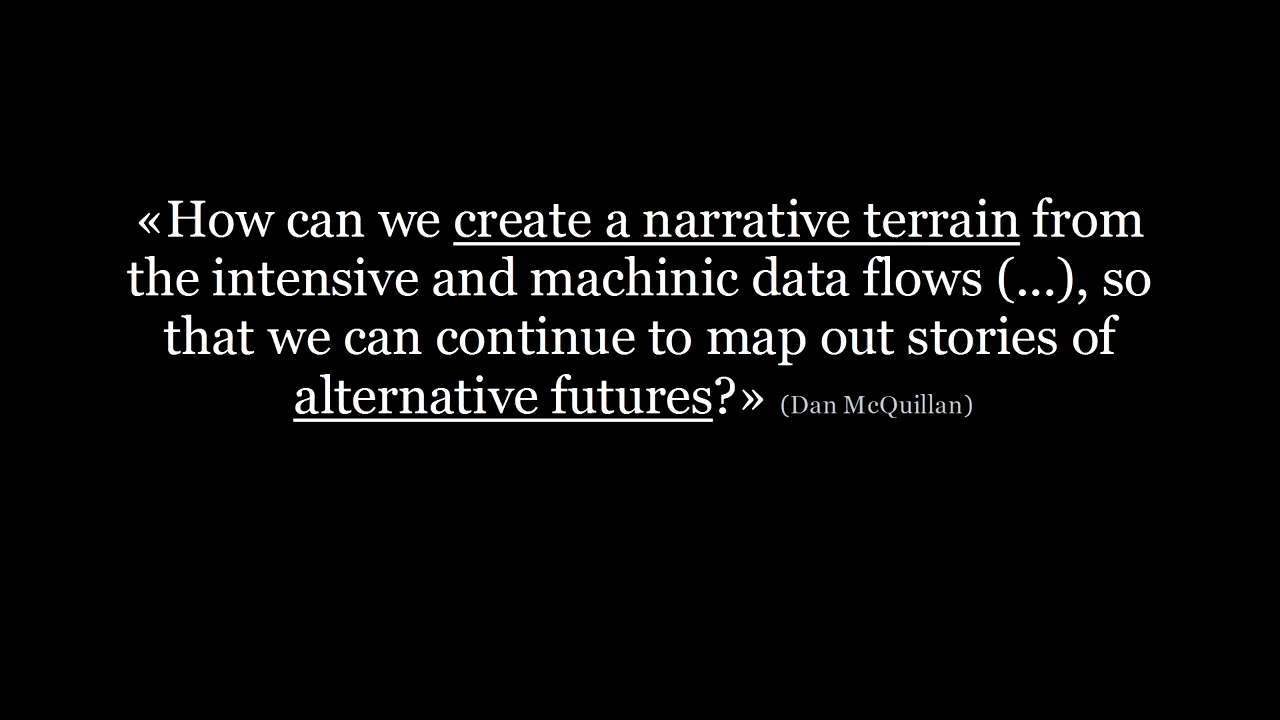 «How can we create a narrative terrain from
the intensive and machinic data flows (...), so
that we can continue to map out stories of
alternative futures?» (Dan McQuillan)